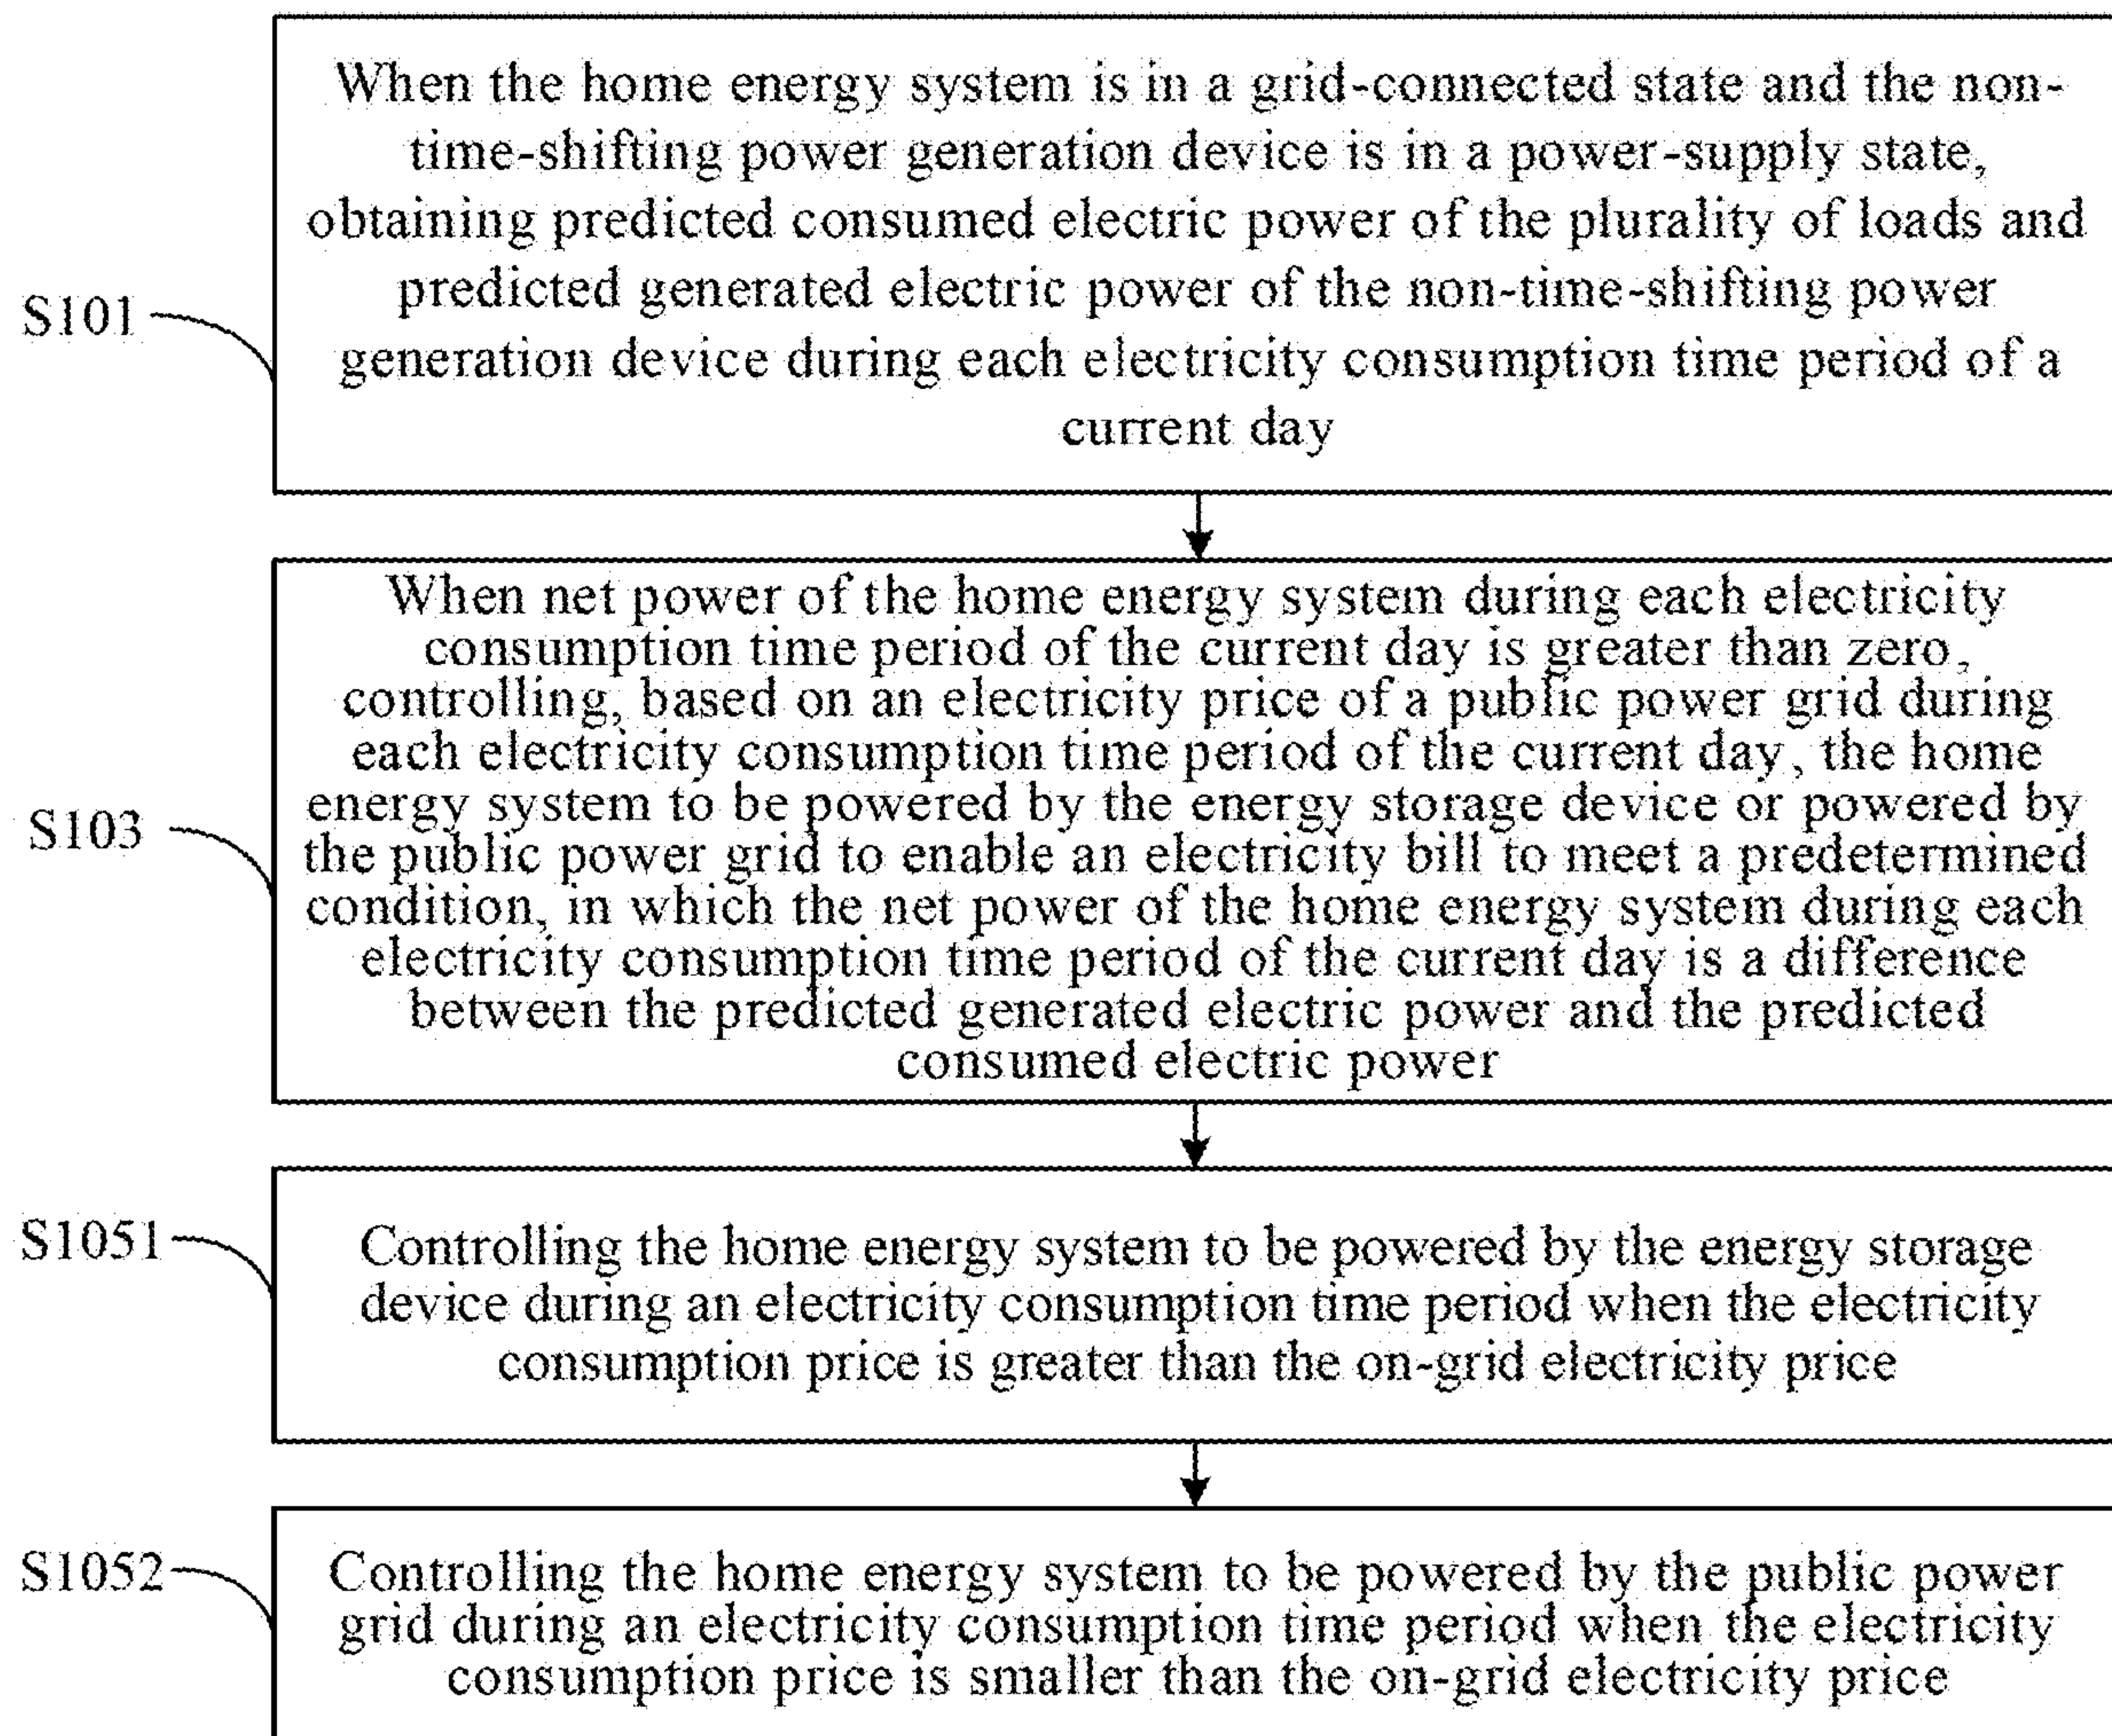 When the home energy system is in a grid-connected state and the non-
time-shifting power generation device is in a power-supply state,
obtaining predicted consumed electric power of the plurality of loads and
predicted generated electric power of the non-time-shifting power
generation device during each electricity consumption time period of a
current day
S101
When net power of the home energy system during each electricity
consumption time period of the current day is greater than zero,
controlling, based on an electricity price of a public power grid during
each electricity consumption time period of the current day, the home
energy system to be powered by the energy storage device or powered by
the public power grid to enable an electricity bill to meet a predetermined
condition, in which the net power of the home energy system during each
electricity consumption time period of the current day is a difference
between the predicted generated electric power and the predicted
consumed electric power
S103
Controlling the home energy system to be powered by the energy storage
device during an electricity consumption time period when the electricity
consumption price is greater than the on-grid electricity price
S1051
Controlling the home energy system to be powered by the public power
grid during an electricity consumption time period when the electricity
consumption price is smaller than the on-grid electricity price
S1052